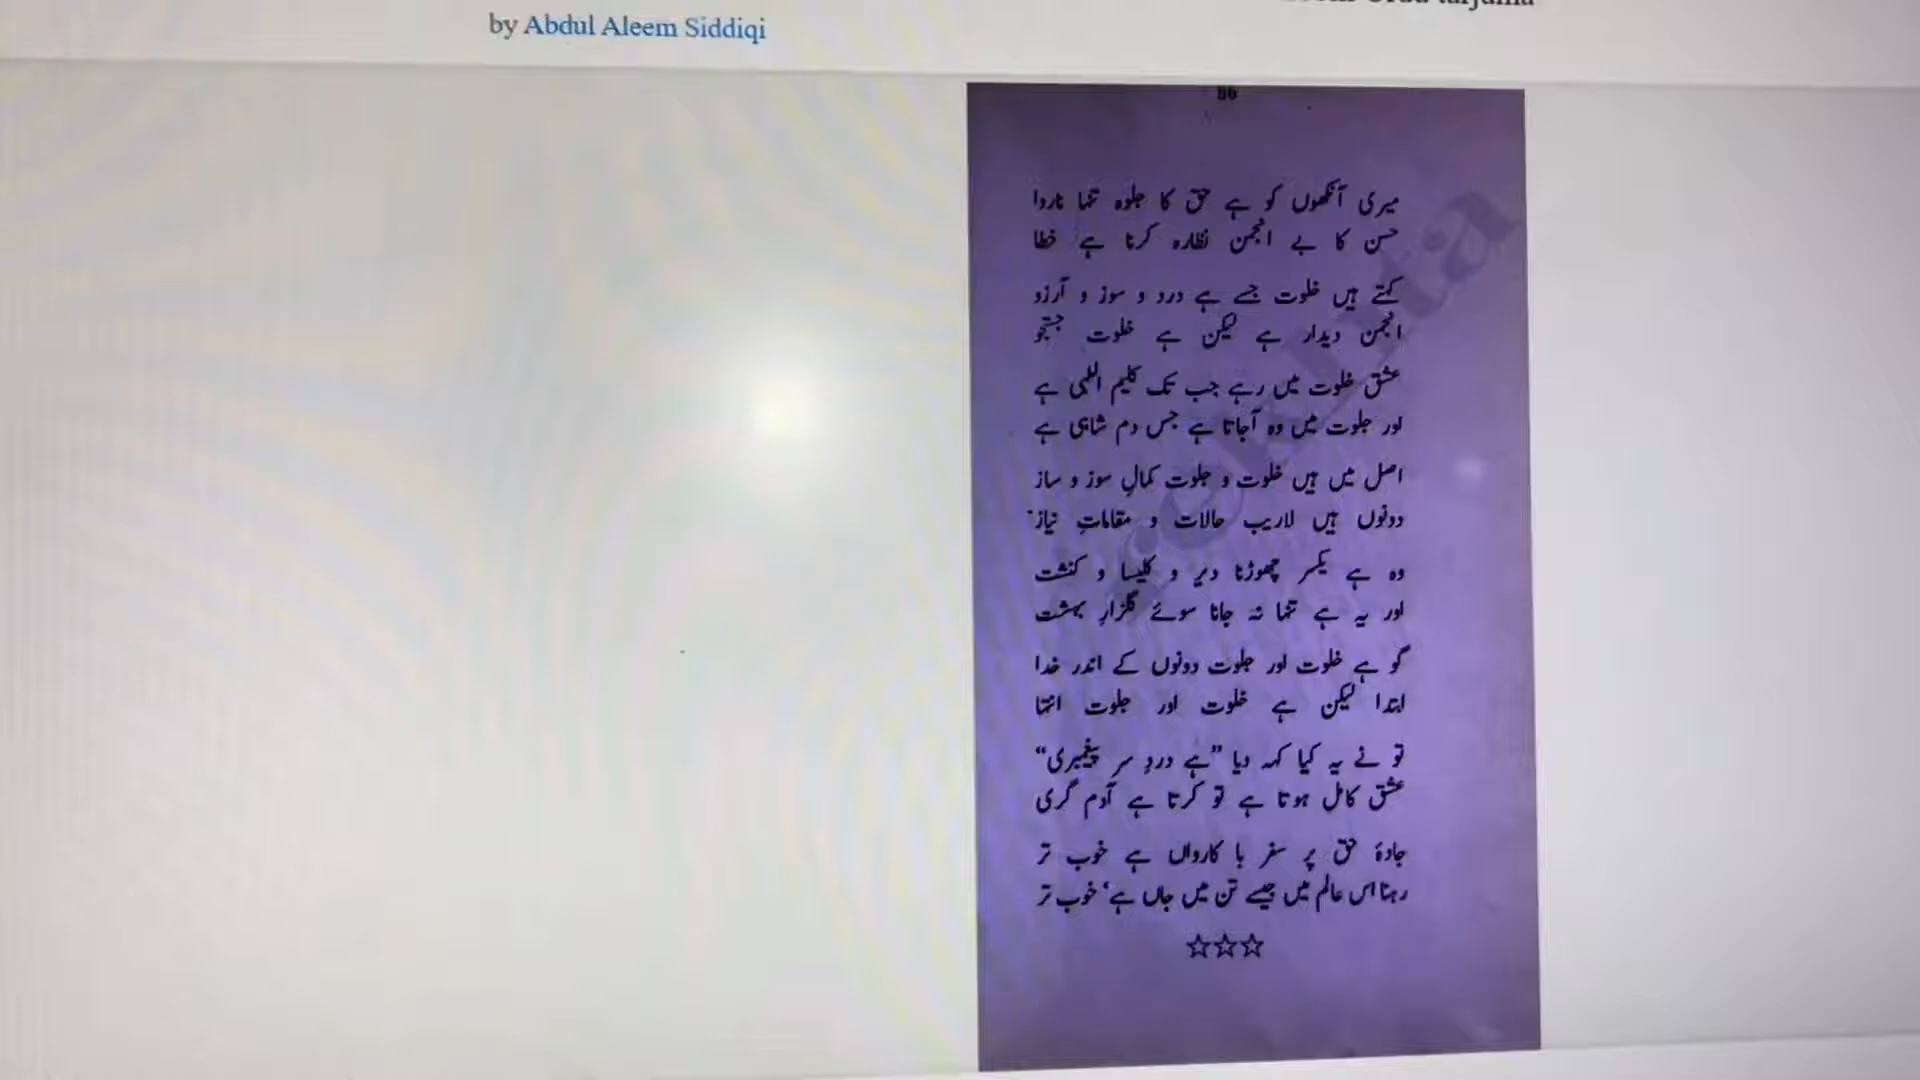 Urdu tarjuma
by Abdul Aleem Siddiqi
86
میری آنکھوں کو ہے حق کا جلوہ تنہا ناروا
حسن کا بے انجمن نظارہ کرنا ہے خطا
کہتے ہیں خلوت جسے ہے درد و سوز و آرزو
انجمن دیدار ہے لیکن ہے خلوت جستجو
عشق خلوت میں رہے جب تک کلیم اللہی ہے
اور جلوت میں وہ آجاتا ہے جس دم شاہی ہے
اصل میں ہیں خلوت و جلوت کمالِ سوز و ساز
دونوں ہیں لاریب حالات و مقاماتِ نیاز
وہ ہے یکسر چھوڑنا دیر و کلیسا و کنشت
اور یہ ہے تنہا نہ جانا سوئے گلزارِ بہشت
گو ہے خلوت اور جلوت دونوں کے اندر خدا
ابتدا لیکن ہے خلوت اور جلوت انتہا
تو نے یہ کیا کہہ دیا ”ہے دردِ سر پیغمبری“
عشق کامل ہوتا ہے تو کرتا ہے آدم گری
جادۂ حق پر سفر با کارواں ہے خوب تر
رہنا اس عالم میں جیسے تن میں جاں ہے‘ خوب تر
rekhta